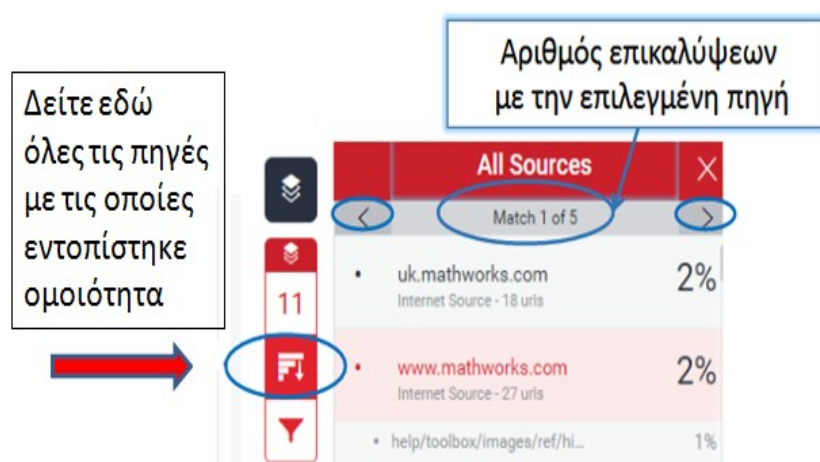 Αριθμός επικαλύψεων
με την επιλεγμένη πηγή
Δείτε εδώ
όλες τις πηγές
με τις οποίες
εντοπίστηκε
ομοιότητα
All Sources
Match 1 of 5
11
uk.mathworks.com 2%
Internet Source - 18 urls
www.mathworks.com 2%
Internet Source - 27 urls
help/toolbox/images/ref/hi... 1%